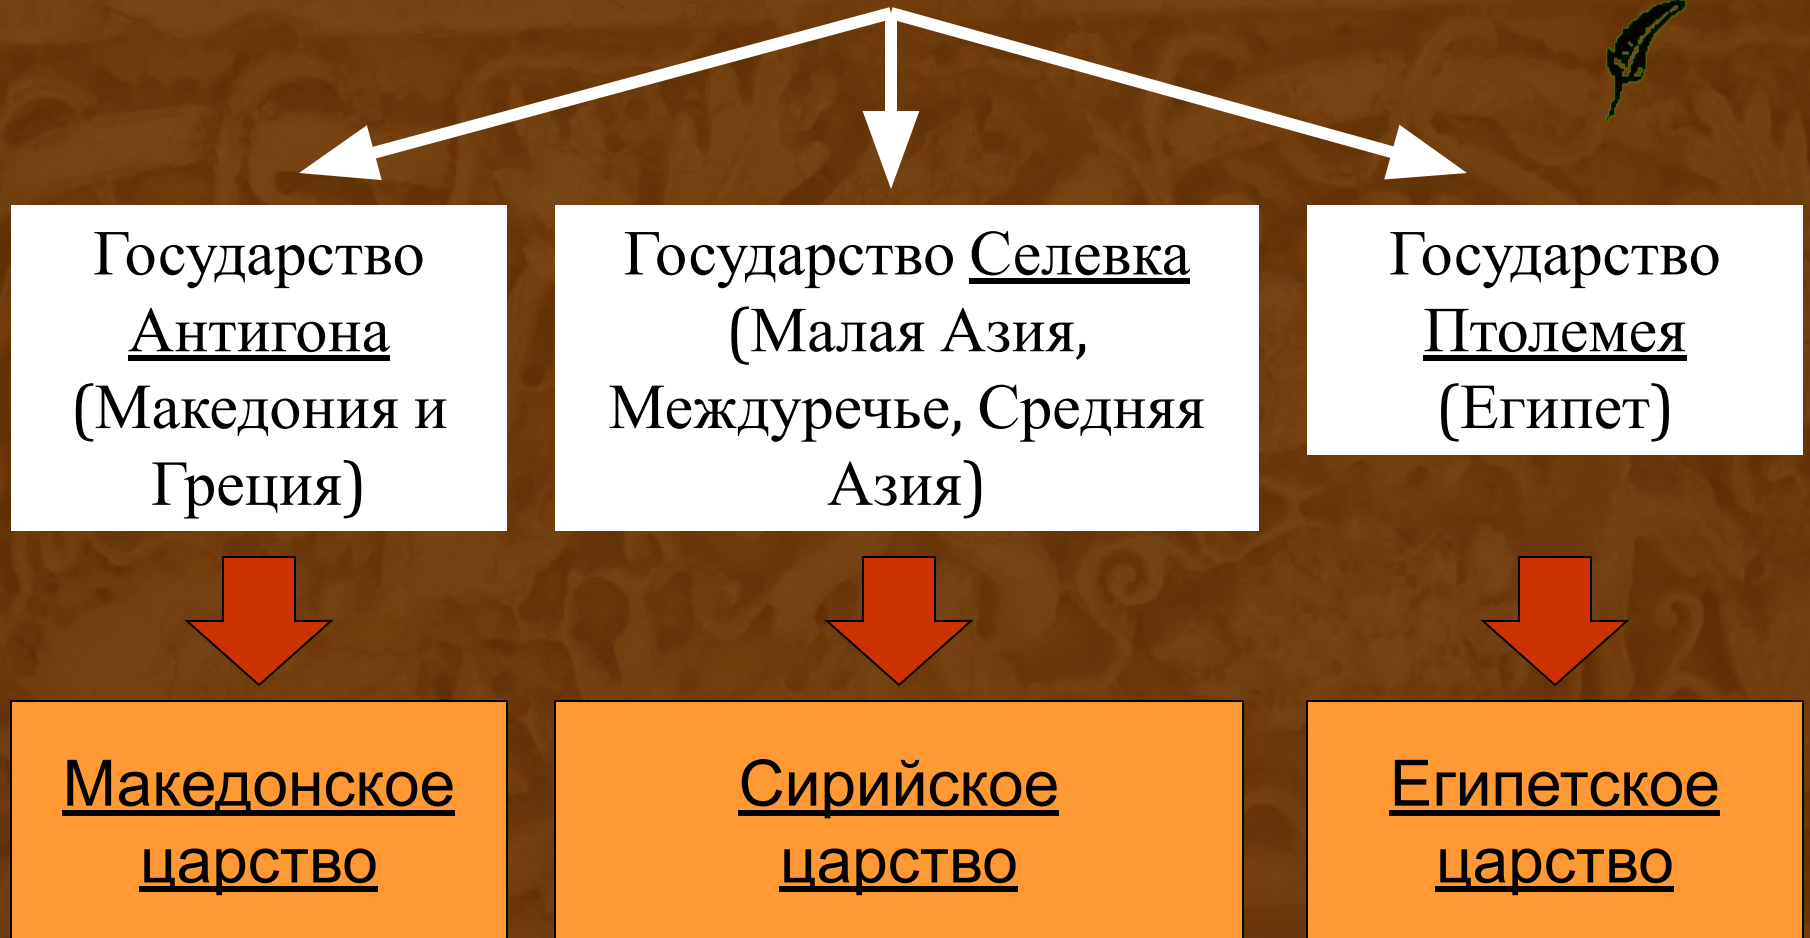 Государство
Антигона
(Македония и
Греция)
Государство Селевка
(Малая Азия,
Междуречье, Средняя
Азия)
Государство
Птолемея
(Египет)
Македонское
царство
Сирийское
царство
Египетское
царство